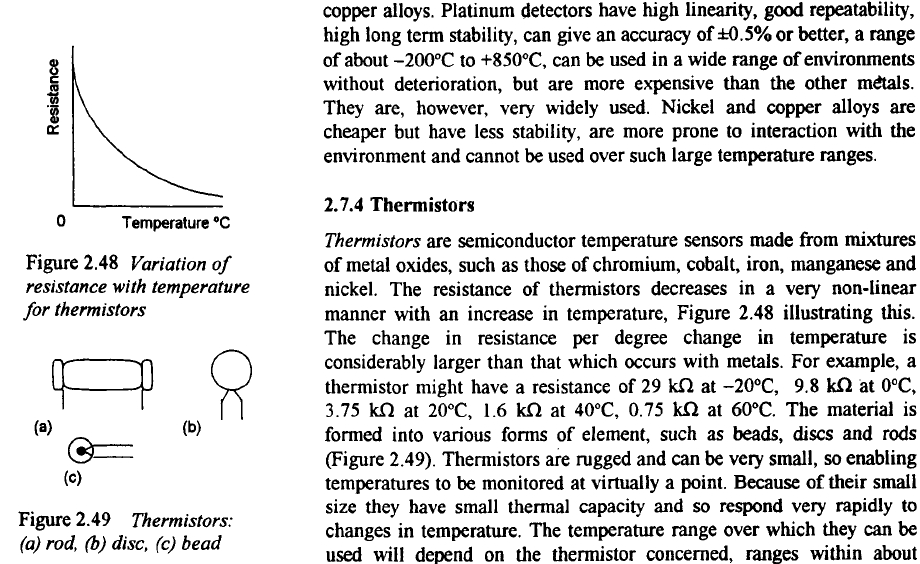 copper alloys. Platinum detectors have high linearity, good repeatability,
high long term stability, can give an accuracy of ±0.5% or better, a range
of about –200°C to +850°C, can be used in a wide range of environments
without deterioration, but are more expensive than the other metals.
They are, however, very widely used. Nickel and copper alloys are
cheaper but have less stability, are more prone to interaction with the
environment and cannot be used over such large temperature ranges.
2.7.4 Thermistors
Thermistors are semiconductor temperature sensors made from mixtures
of metal oxides, such as those of chromium, cobalt, iron, manganese and
nickel. The resistance of thermistors decreases in a very non-linear
manner with an increase in temperature, Figure 2.48 illustrating this.
The change in resistance per degree change in temperature is
considerably larger than that which occurs with metals. For example, a
thermistor might have a resistance of 29 kΩ at –20°C, 9.8 kΩ at 0°C,
3.75 kΩ at 20°C, 1.6 kΩ at 40°C, 0.75 kΩ at 60°C. The material is
formed into various forms of element, such as beads, discs and rods
(Figure 2.49). Thermistors are rugged and can be very small, so enabling
temperatures to be monitored at virtually a point. Because of their small
size they have small thermal capacity and so respond very rapidly to
changes in temperature. The temperature range over which they can be
used will depend on the thermistor concerned, ranges within about
Resistance
0
Temperature °C
Figure 2.48 Variation of
resistance with temperature
for thermistors
(a)
(b)
(c)
Figure 2.49 Thermistors:
(a) rod, (b) disc, (c) bead